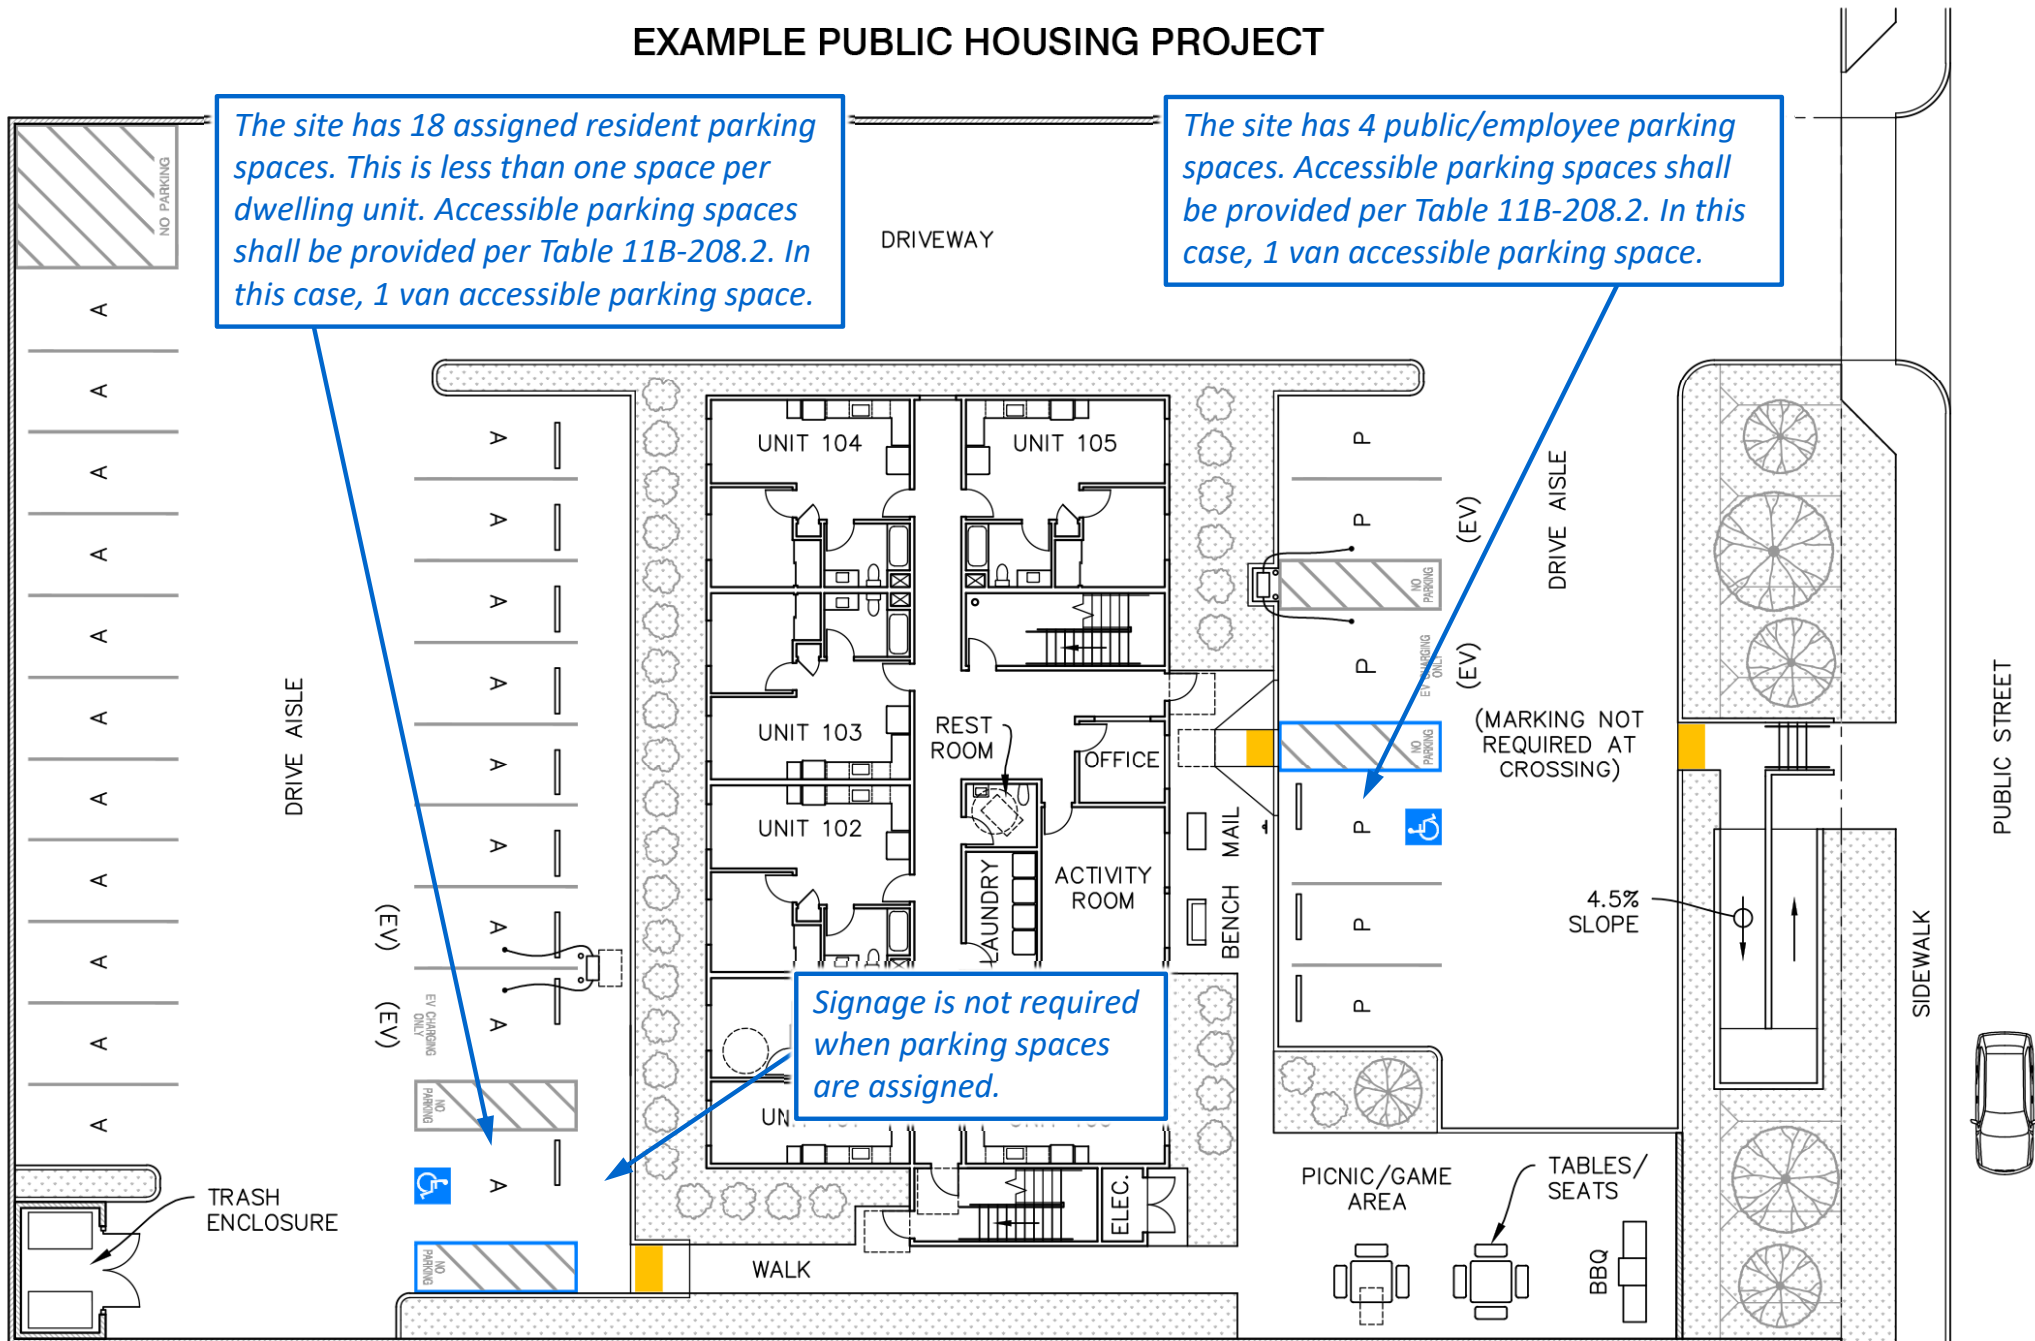 EXAMPLE PUBLIC HOUSING PROJECT
The site has 18 assigned resident parking
spaces. This is less than one space per
dwelling unit. Accessible parking spaces
shall be provided per Table 11B-208.2. In
this case, 1 van accessible parking space.
The site has 4 public/employee parking
spaces. Accessible parking spaces shall
be provided per Table 11B-208.2. In this
case, 1 van accessible parking space.
NO PARKING
DRIVEWAY
A
A
A
A
A
A
A
A
A
A
A
DRIVE AISLE
A
A
A
A
A
A
A
A
A
(EV)
(EV)
EV CHARGING
ONLY
NO
PARKING
NO
PARKING
TRASH
ENCLOSURE
UNIT 104
UNIT 105
UNIT 103
REST
ROOM
OFFICE
UNIT 102
LAUNDRY
ACTIVITY
ROOM
MAIL
BENCH
Signage is not required
when parking spaces
are assigned.
ELEC.
WALK
P
P
P
P
P
P
(EV)
(EV)
NO
PARKING
EV CHARGING
ONLY
NO
PARKING
DRIVE AISLE
(MARKING NOT
REQUIRED AT
CROSSING)
4.5%
SLOPE
PICNIC/GAME
AREA
TABLES/
SEATS
BBQ
PUBLIC STREET
SIDEWALK